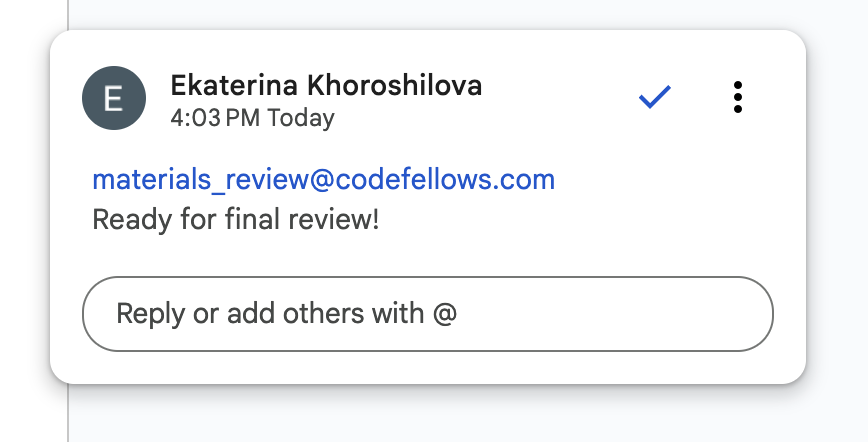 E
Ekaterina Khoroshilova
4:03 PM Today
materials_review@codefellows.com
Ready for final review!
Reply or add others with @